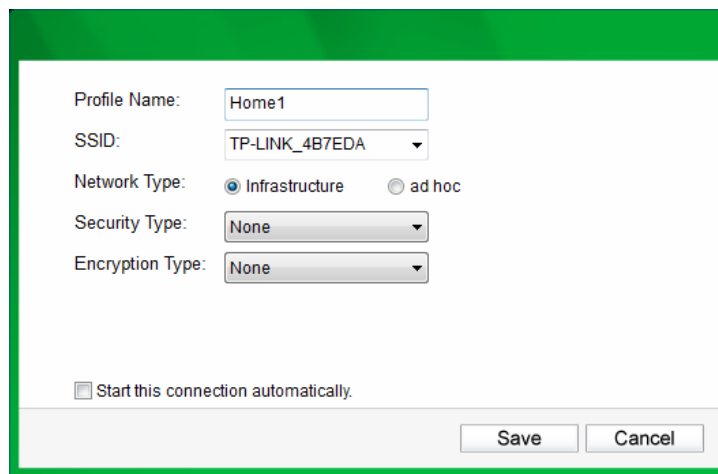 Profile Name: Home1
SSID: TP-LINK_4B7EDA
Network Type: Infrastructure ad hoc
Security Type: None
Encryption Type: None
Start this connection automatically.
Save Cancel